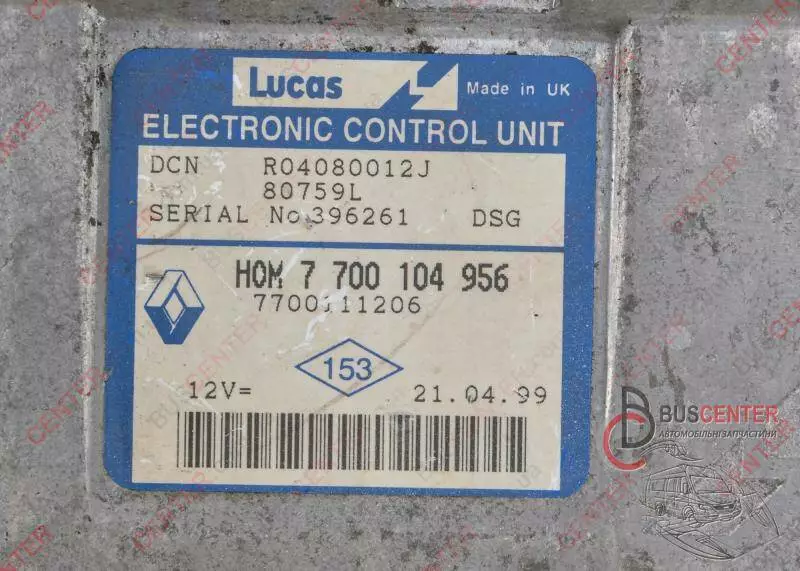 Lucas
Made in UK
ELECTRONIC CONTROL UNIT
DCN R04080012J
80759L
SERIAL No 396261 DSG
HOM 7 700 104 956
7700111206
153
12V= 21.04.99
BUSCENTER
АВТОМОБІЛЬНІ ЗАПЧАСТИНИ